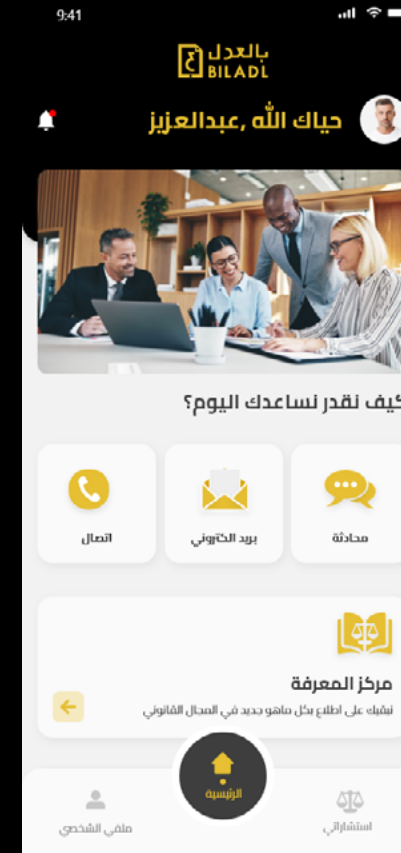 9:41
بالعدل
BILADL
حياك الله ,عبدالعزيز
كيف نقدر نساعدك اليوم؟
محادثة
بريد الكتروني
اتصال
مركز المعرفة
نبقيك على اطلاع بكل ماهو جديد في المجال القانوني
استشاراتي
الرئيسية
ملفي الشخصي